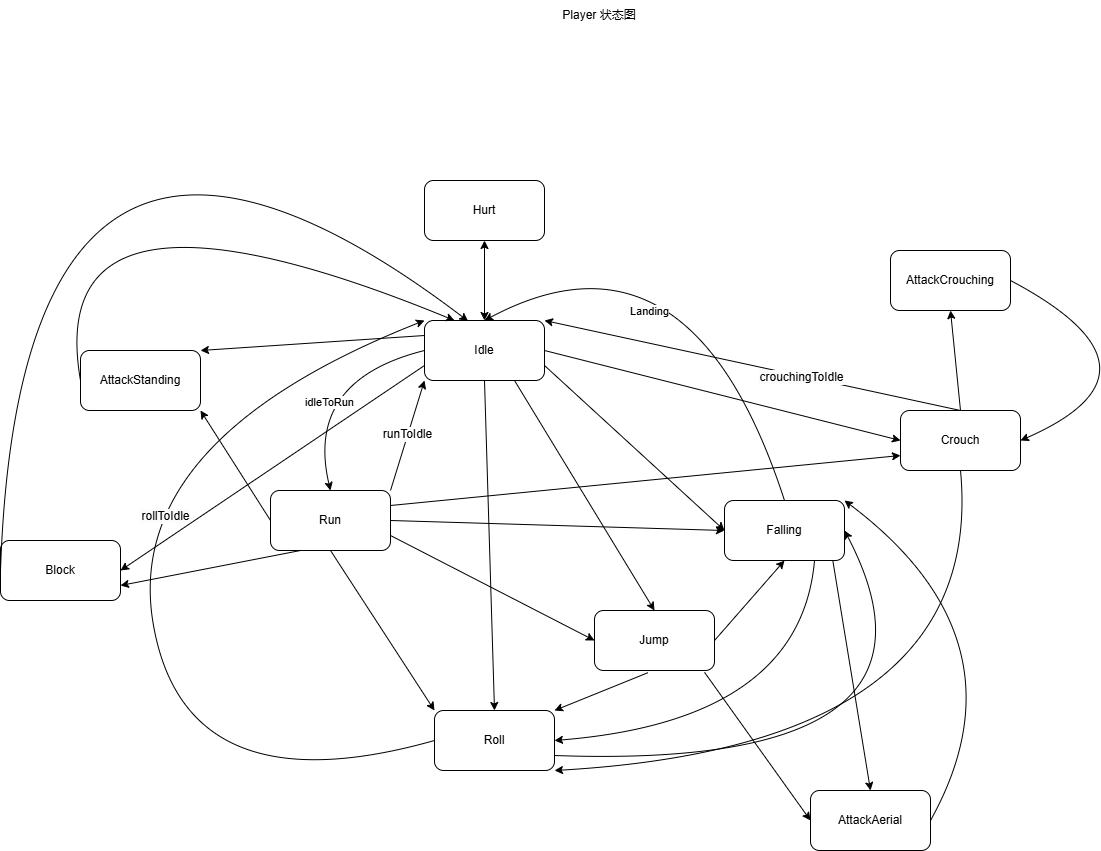 Player 状态图
Hurt
AttackCrouching
Landing
Idle
AttackStanding
crouchingToIdle
idleToRun
runToIdle
Crouch
rollToIdle
Run
Falling
Block
Jump
Roll
AttackAerial